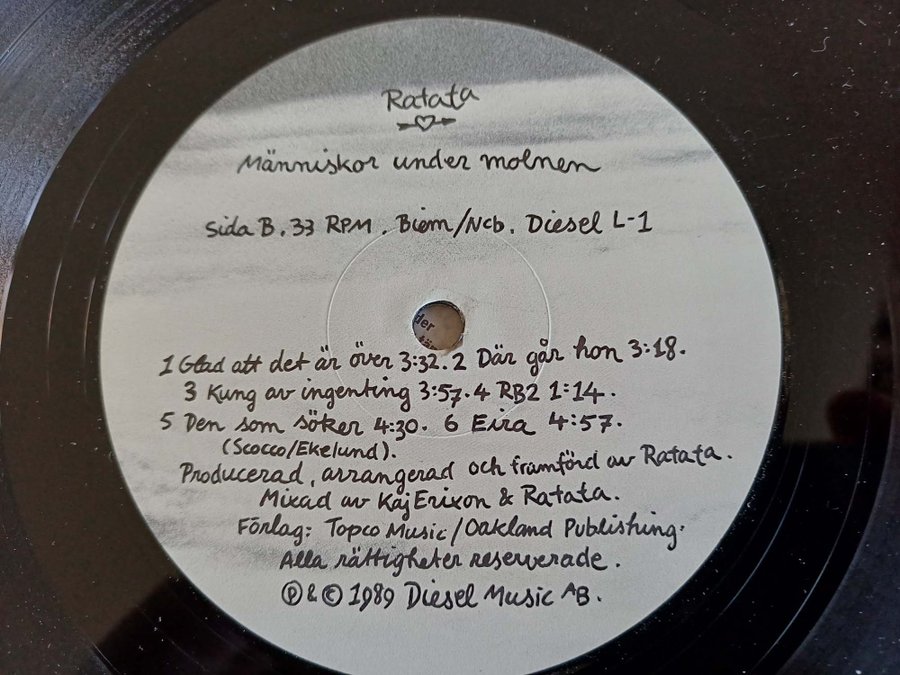 Ratata
Människor under molnen
Sida B. 33 RPM. Biem/Ncb. Diesel L-1
der
1 Glad att det är över 3:32. 2 Där går hon 3:18.
3 Kung av ingenting 3:57. 4 RB2 1:14.
5 Den som söker 4:30. 6 Eira 4:57.
(Scocco/Ekelund).
Producerad, arrangerad och framförd av Ratata.
Mixad av Kaj Erixon & Ratata.
Förlag: Topco Music/Oakland Publishing.
Alla rättigheter reserverade.
℗ & © 1989 Diesel Music AB.